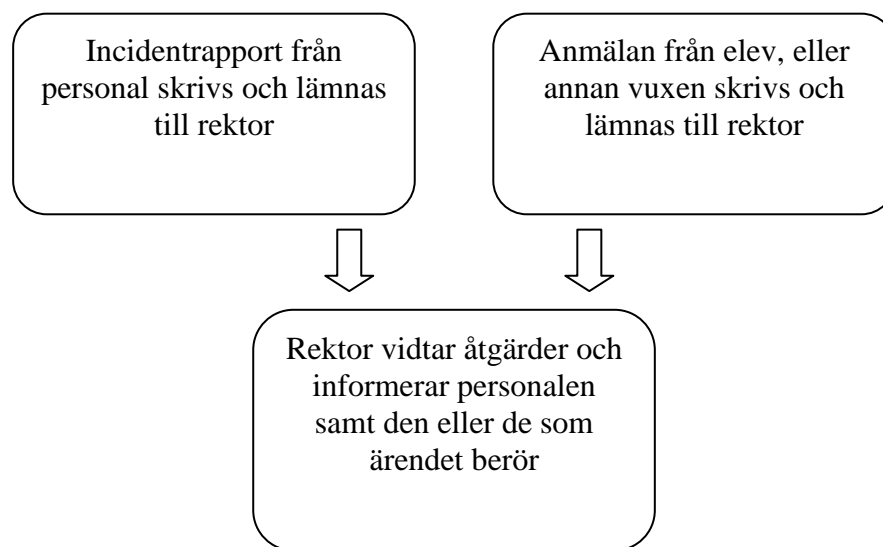 Incidentrapport från
personal skrivs och lämnas
till rektor
Anmälan från elev, eller
annan vuxen skrivs och
lämnas till rektor
Rektor vidtar åtgärder och
informerar personalen
samt den eller de som
ärendet berör